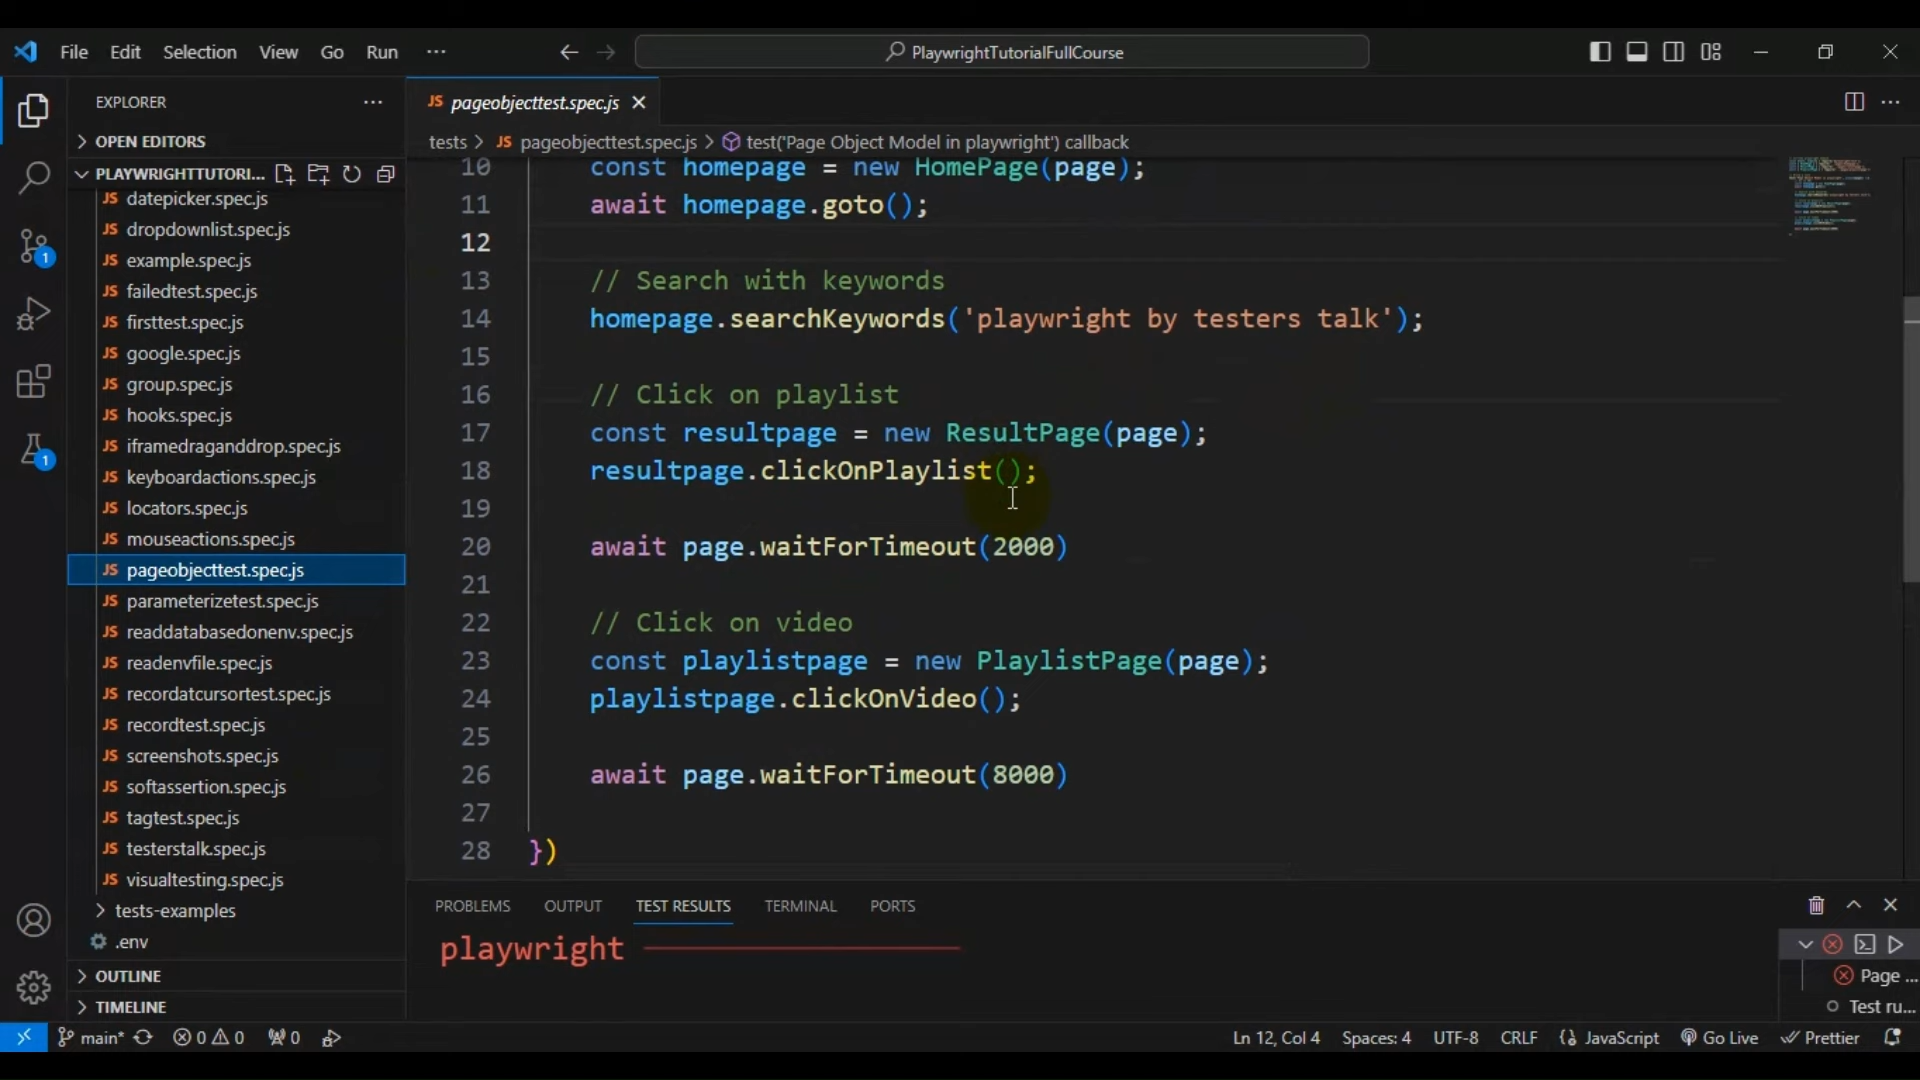 File Edit Selection View Go Run ··· PlaywrightTutorialFullCourse
EXPLORER ···
OPEN EDITORS
PLAYWRIGHTTUTORI...
datepicker.spec.js
dropdownlist.spec.js
example.spec.js
failedtest.spec.js
firsttest.spec.js
google.spec.js
group.spec.js
hooks.spec.js
iframedraganddrop.spec.js
keyboardactions.spec.js
locators.spec.js
mouseactions.spec.js
pageobjecttest.spec.js
parameterizetest.spec.js
readdatabasedonenv.spec.js
readenvfile.spec.js
recordatcursortest.spec.js
recordtest.spec.js
screenshots.spec.js
softassertion.spec.js
tagtest.spec.js
testerstalk.spec.js
visualtesting.spec.js
tests-examples
.env
OUTLINE
TIMELINE
JS pageobjecttest.spec.js
tests > JS pageobjecttest.spec.js > test('Page Object Model in playwright') callback
10 const homepage = new HomePage(page);
11 await homepage.goto();
12
13 // Search with keywords
14 homepage.searchKeywords('playwright by testers talk');
15
16 // Click on playlist
17 const resultpage = new ResultPage(page);
18 resultpage.clickOnPlaylist();
19
20 await page.waitForTimeout(2000)
21
22 // Click on video
23 const playlistpage = new PlaylistPage(page);
24 playlistpage.clickOnVideo();
25
26 await page.waitForTimeout(8000)
27
28 })
PROBLEMS OUTPUT TEST RESULTS TERMINAL PORTS
playwright
Page ...
Test ru...
main* 0 0 0 Ln 12, Col 4 Spaces: 4 UTF-8 CRLF JavaScript Go Live Prettier